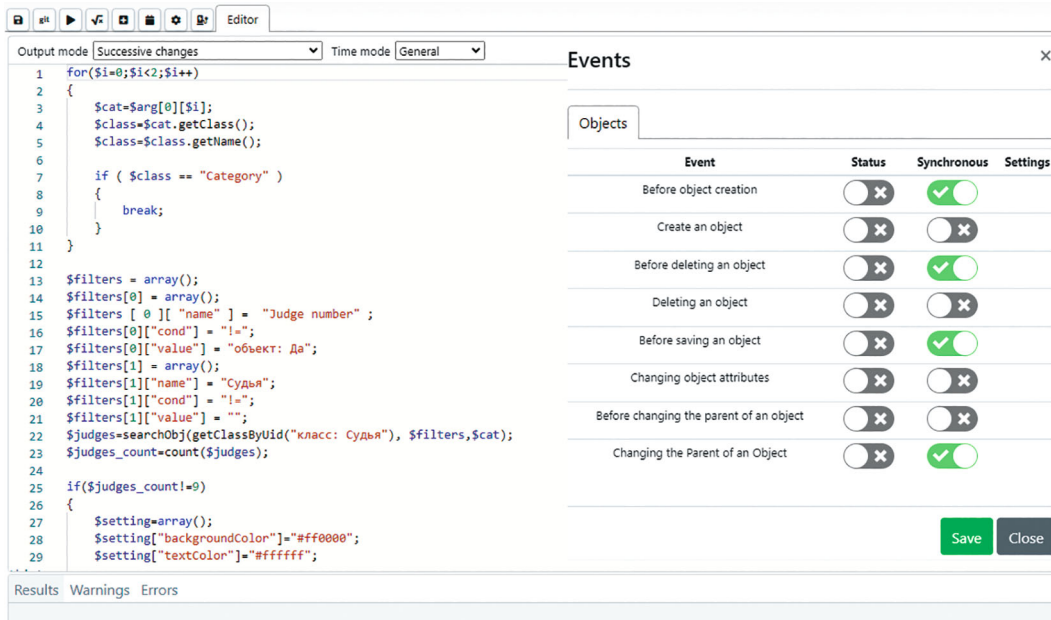 git Editor
Output mode Successive changes Time mode General
1 for($i=0;$i<2;$i++)
2 {
3 $cat=$arg[0][$i];
4 $class=$cat.getClass();
5 $class=$class.getName();
6
7 if ( $class == "Category" )
8 {
9 break;
10 }
11 }
12
13 $filters = array();
14 $filters[0] = array();
15 $filters [ 0 ][ "name" ] = "Judge number" ;
16 $filters[0]["cond"] = "!=";
17 $filters[0]["value"] = "объект: Да";
18 $filters[1] = array();
19 $filters[1]["name"] = "Судья";
20 $filters[1]["cond"] = "!=";
21 $filters[1]["value"] = "";
22 $judges=searchObj(getClassByUid("класс: Судья"), $filters,$cat);
23 $judges_count=count($judges);
24
25 if($judges_count!=9)
26 {
27 $setting=array();
28 $setting["backgroundColor"]="#ff0000";
29 $setting["textColor"]="#ffffff";
Results Warnings Errors
Events
Objects
Event Status Synchronous Settings
Before object creation
Create an object
Before deleting an object
Deleting an object
Before saving an object
Changing object attributes
Before changing the parent of an object
Changing the Parent of an Object
Save Close